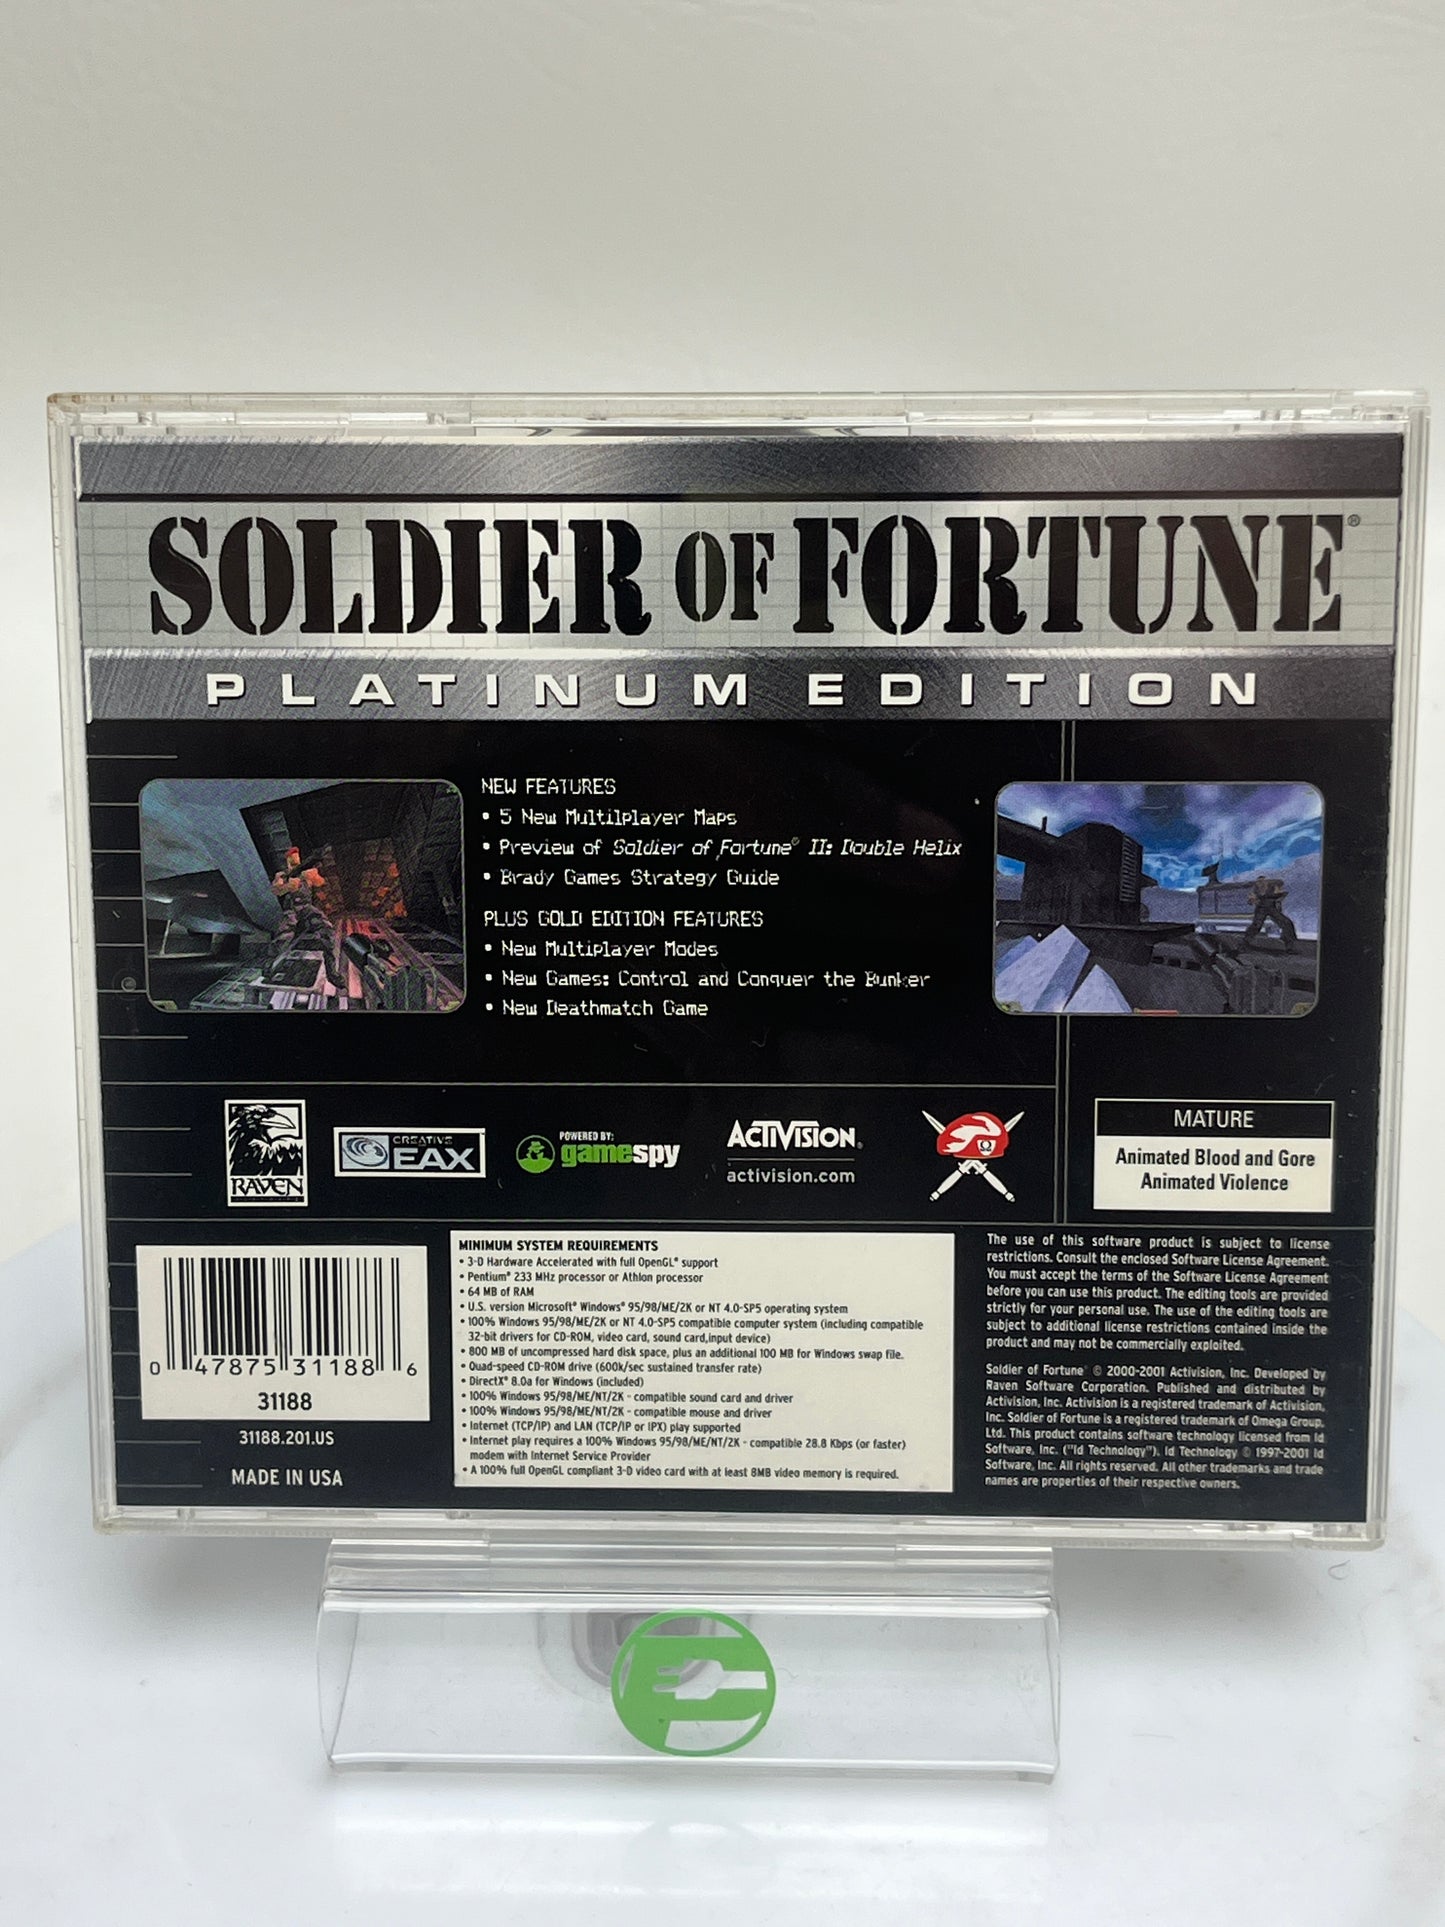 SOLDIER OF FORTUNE®
PLATINUM EDITION
NEW FEATURES
• 5 New Multilplayer Maps
• Preview of Soldier of Fortune® II: Double Helix
• Brady Games Strategy Guide
PLUS GOLD EDITION FEATURES
• New Multiplayer Modes
• New Games: Control and Conquer the Bunker
• New Deathmatch Game
RAVEN
CREATIVE
EAX
POWERED BY:
gamespy
ACTIVISION.
activision.com
Ω
MATURE
Animated Blood and Gore
Animated Violence
0 47875 31188 6
31188
31188.201.US
MADE IN USA
MINIMUM SYSTEM REQUIREMENTS
• 3-D Hardware Accelerated with full OpenGL® support
• Pentium® 233 MHz processor or Athlon processor
• 64 MB of RAM
• U.S. version Microsoft® Windows® 95/98/ME/2K or NT 4.0-SP5 operating system
• 100% Windows 95/98/ME/2K or NT 4.0-SP5 compatible computer system (including compatible
32-bit drivers for CD-ROM, video card, sound card,input device)
• 800 MB of uncompressed hard disk space, plus an additional 100 MB for Windows swap file.
• Quad-speed CD-ROM drive (600k/sec sustained transfer rate)
• DirectX® 8.0a for Windows (included)
• 100% Windows 95/98/ME/NT/2K - compatible sound card and driver
• 100% Windows 95/98/ME/NT/2K - compatible mouse and driver
• Internet (TCP/IP) and LAN (TCP/IP or IPX) play supported
• Internet play requires a 100% Windows 95/98/ME/NT/2K - compatible 28.8 Kbps (or faster)
modem with Internet Service Provider
• A 100% full OpenGL compliant 3-D video card with at least 8MB video memory is required.
The use of this software product is subject to license
restrictions. Consult the enclosed Software License Agreement.
You must accept the terms of the Software License Agreement
before you can use this product. The editing tools are provided
strictly for your personal use. The use of the editing tools are
subject to additional license restrictions contained inside the
product and may not be commercially exploited.
Soldier of Fortune® © 2000-2001 Activision, Inc. Developed by
Raven Software Corporation. Published and distributed by
Activision, Inc. Activision is a registered trademark of Activision,
Inc. Soldier of Fortune is a registered trademark of Omega Group,
Ltd. This product contains software technology licensed from Id
Software, Inc. ("Id Technology"). Id Technology © 1997-2001 Id
Software, Inc. All rights reserved. All other trademarks and trade
names are properties of their respective owners.